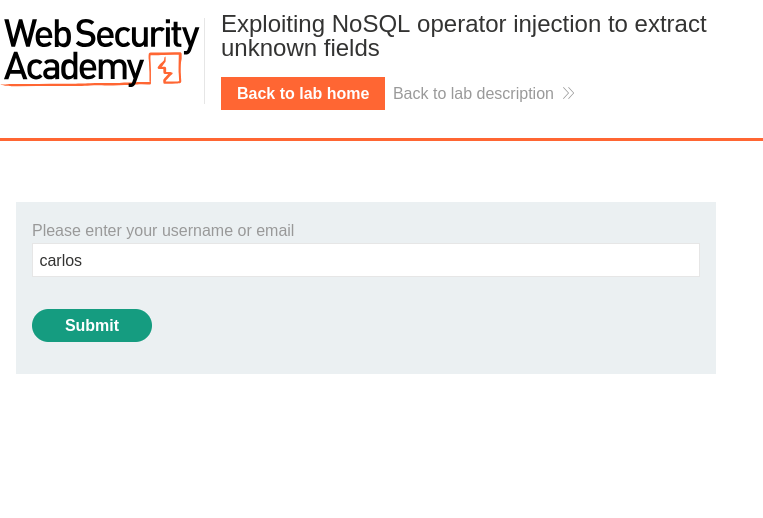 Web Security
Academy
Exploiting NoSQL operator injection to extract
unknown fields
Back to lab home
Back to lab description
Please enter your username or email
carlos
Submit